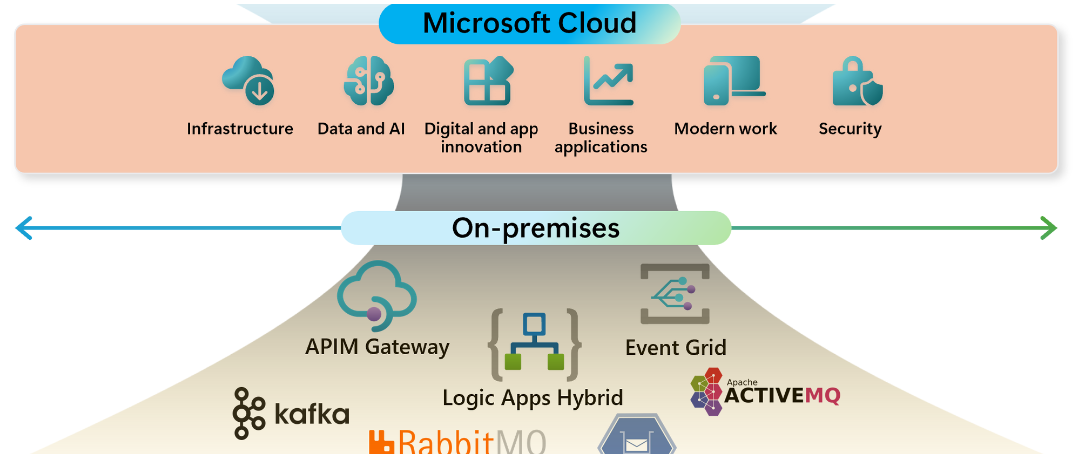 Microsoft Cloud
Infrastructure
Data and AI
Digital and app
innovation
Business
applications
Modern work
Security
On-premises
APIM Gateway
Logic Apps Hybrid
Event Grid
kafka
Apache
ACTIVEMQ
RabbitMQ